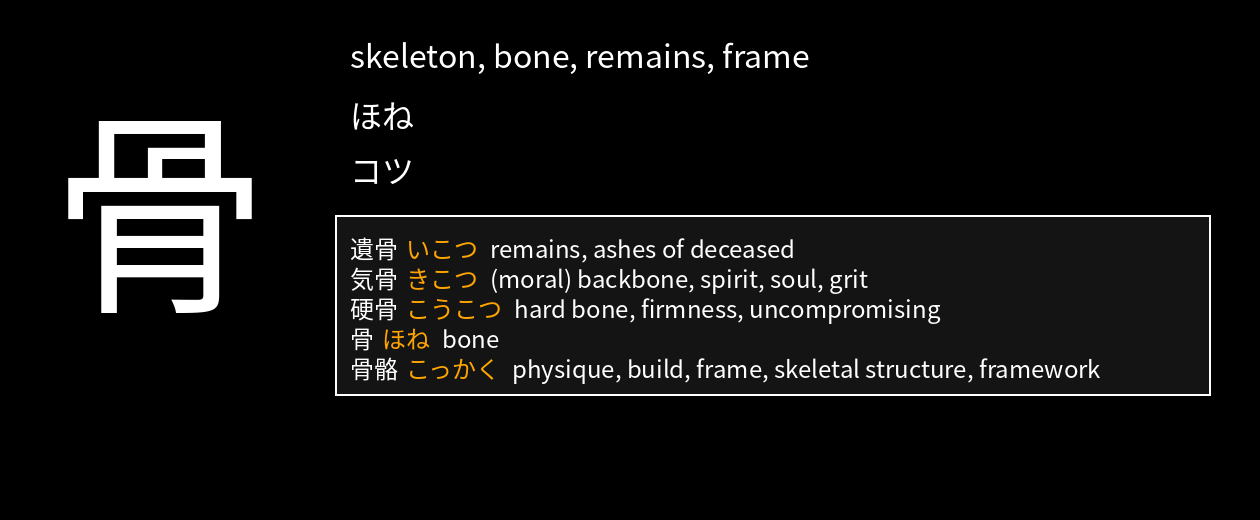 骨
skeleton, bone, remains, frame
ほね
コツ
遺骨 いこつ remains, ashes of deceased
気骨 きこつ (moral) backbone, spirit, soul, grit
硬骨 こうこつ hard bone, firmness, uncompromising
骨 ほね bone
骨骼 こっかく physique, build, frame, skeletal structure, framework